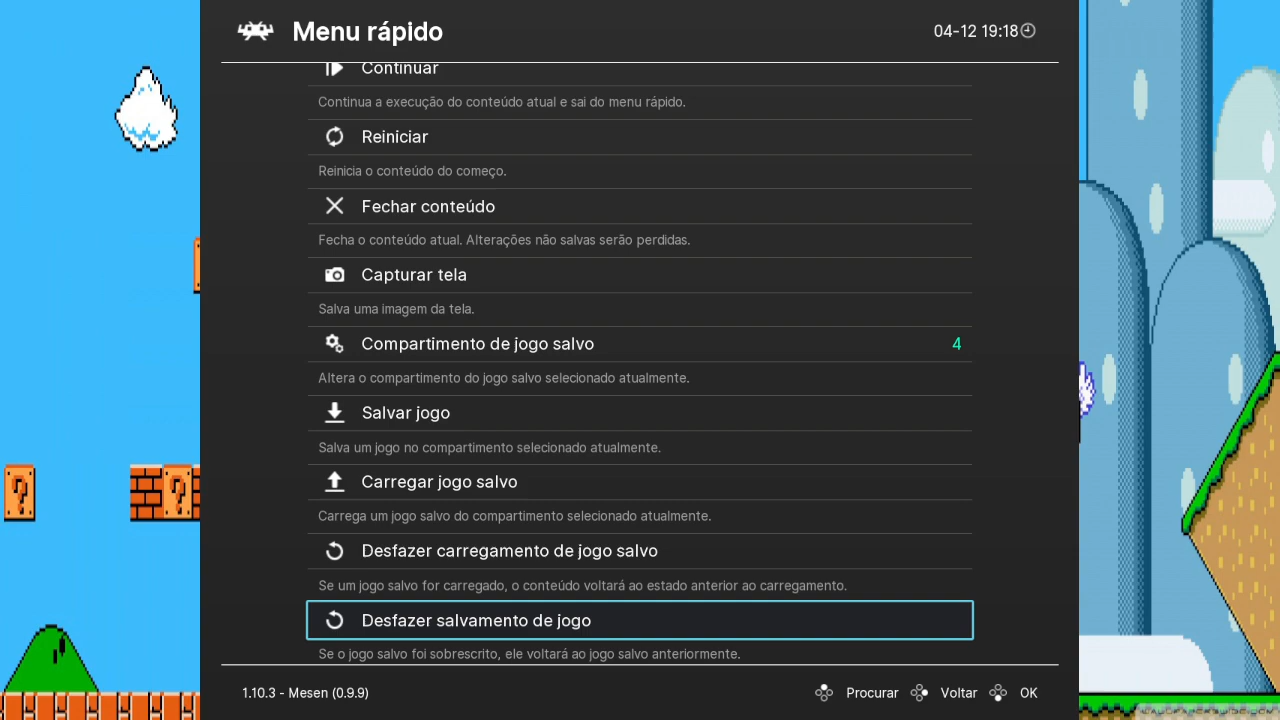 Menu rápido
04-12 19:18
Continuar
Continua a execução do conteúdo atual e sai do menu rápido.
Reiniciar
Reinicia o conteúdo do começo.
Fechar conteúdo
Fecha o conteúdo atual. Alterações não salvas serão perdidas.
Capturar tela
Salva uma imagem da tela.
Compartimento de jogo salvo 4
Altera o compartimento do jogo salvo selecionado atualmente.
Salvar jogo
Salva um jogo no compartimento selecionado atualmente.
Carregar jogo salvo
Carrega um jogo salvo do compartimento selecionado atualmente.
Desfazer carregamento de jogo salvo
Se um jogo salvo for carregado, o conteúdo voltará ao estado anterior ao carregamento.
Desfazer salvamento de jogo
Se o jogo salvo foi sobrescrito, ele voltará ao jogo salvo anteriormente.
1.10.3 - Mesen (0.9.9)
Procurar Voltar OK
? ?